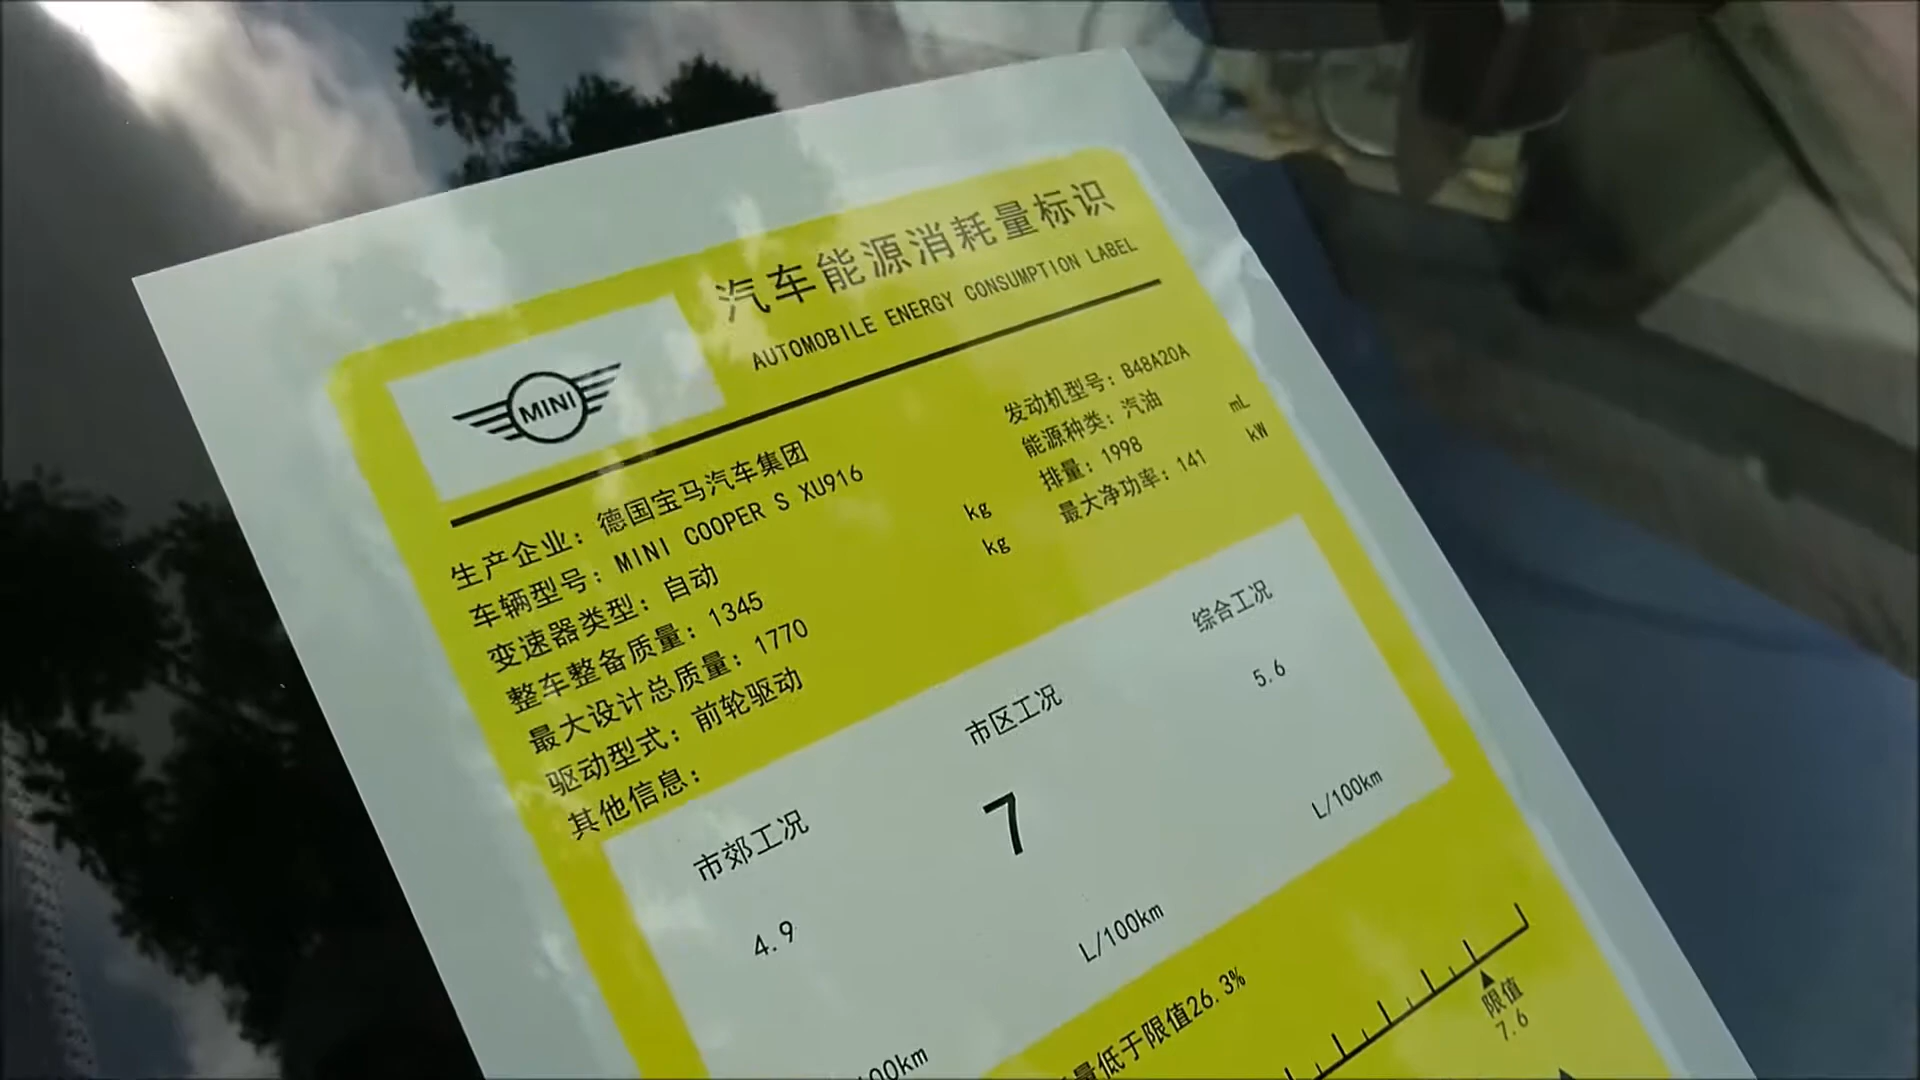 汽车能源消耗量标识
AUTOMOBILE ENERGY CONSUMPTION LABEL
MINI
生产企业：德国宝马汽车集团
车辆型号：MINI COOPER S XU916
变速器类型：自动
整车整备质量：1345 kg
最大设计总质量：1770 kg
驱动型式：前轮驱动
其他信息：
发动机型号：B48A20A
能源种类：汽油
排量：1998 mL
最大净功率：141 kW
市郊工况
4.9
00km
市区工况
7
L/100km
综合工况
5.6
L/100km
量低于限值26.3%
限值
7.6